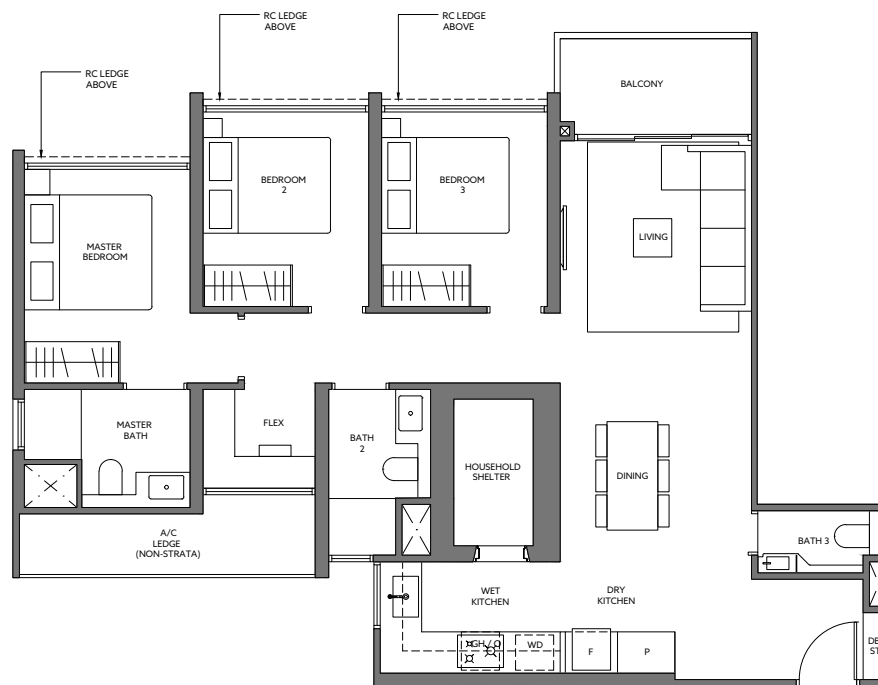 RC LEDGE
ABOVE
RC LEDGE
ABOVE
RC LEDGE
ABOVE
BALCONY
BEDROOM
2
BEDROOM
3
MASTER
BEDROOM
LIVING
MASTER
BATH
FLEX
BATH
2
HOUSEHOLD
SHELTER
DINING
A/C
LEDGE
(NON-STRATA)
BATH 3
WET
KITCHEN
DRY
KITCHEN
WD
F
P